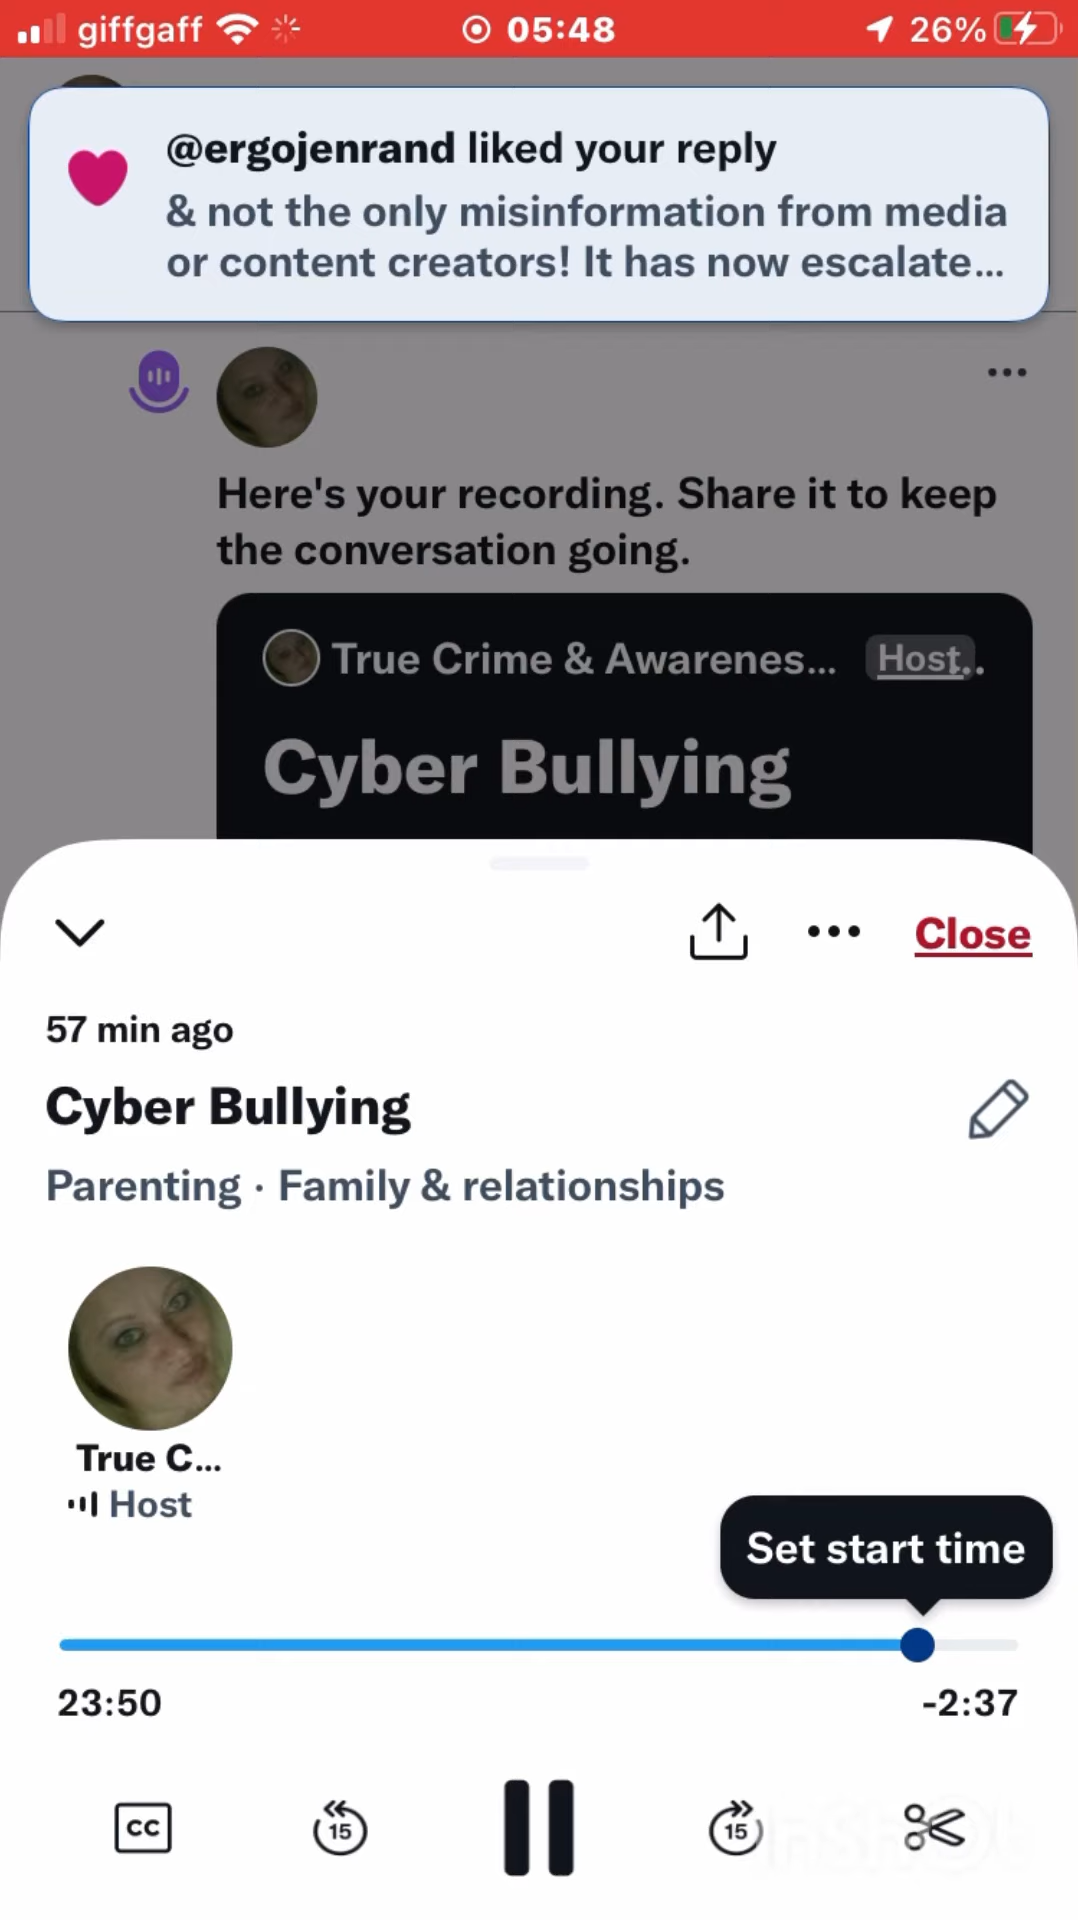 giffgaff 05:48 26%
@ergojenrand liked your reply
& not the only misinformation from media
or content creators! It has now escalate...
Here's your recording. Share it to keep
the conversation going.
True Crime & Awarenes... Host..
Cyber Bullying
Close
57 min ago
Cyber Bullying
Parenting · Family & relationships
True C...
Host
Set start time
23:50 -2:37
CC 15 15
InShOt